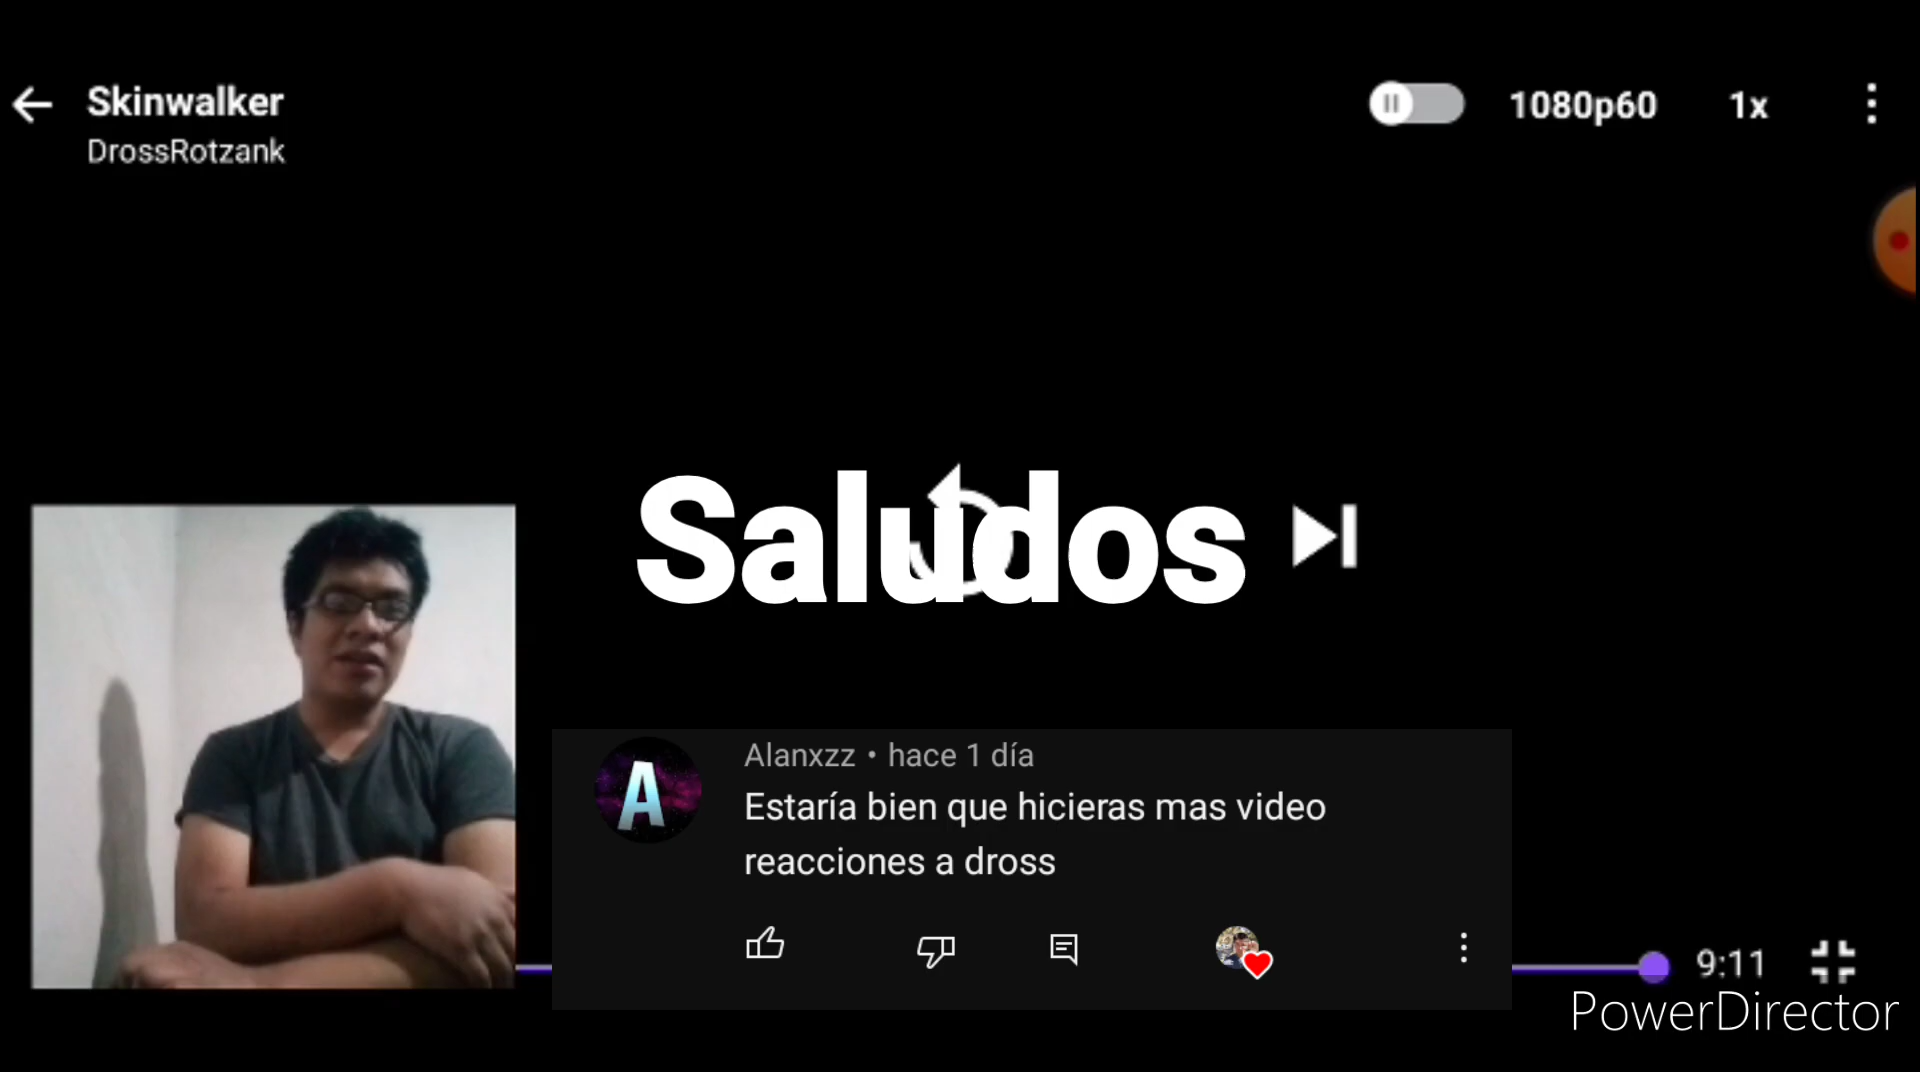 Skinwalker
DrossRotzank
1080p60
1x
Saludos
A
Alanxzz • hace 1 día
Estaría bien que hicieras mas video
reacciones a dross
9:11
PowerDirector